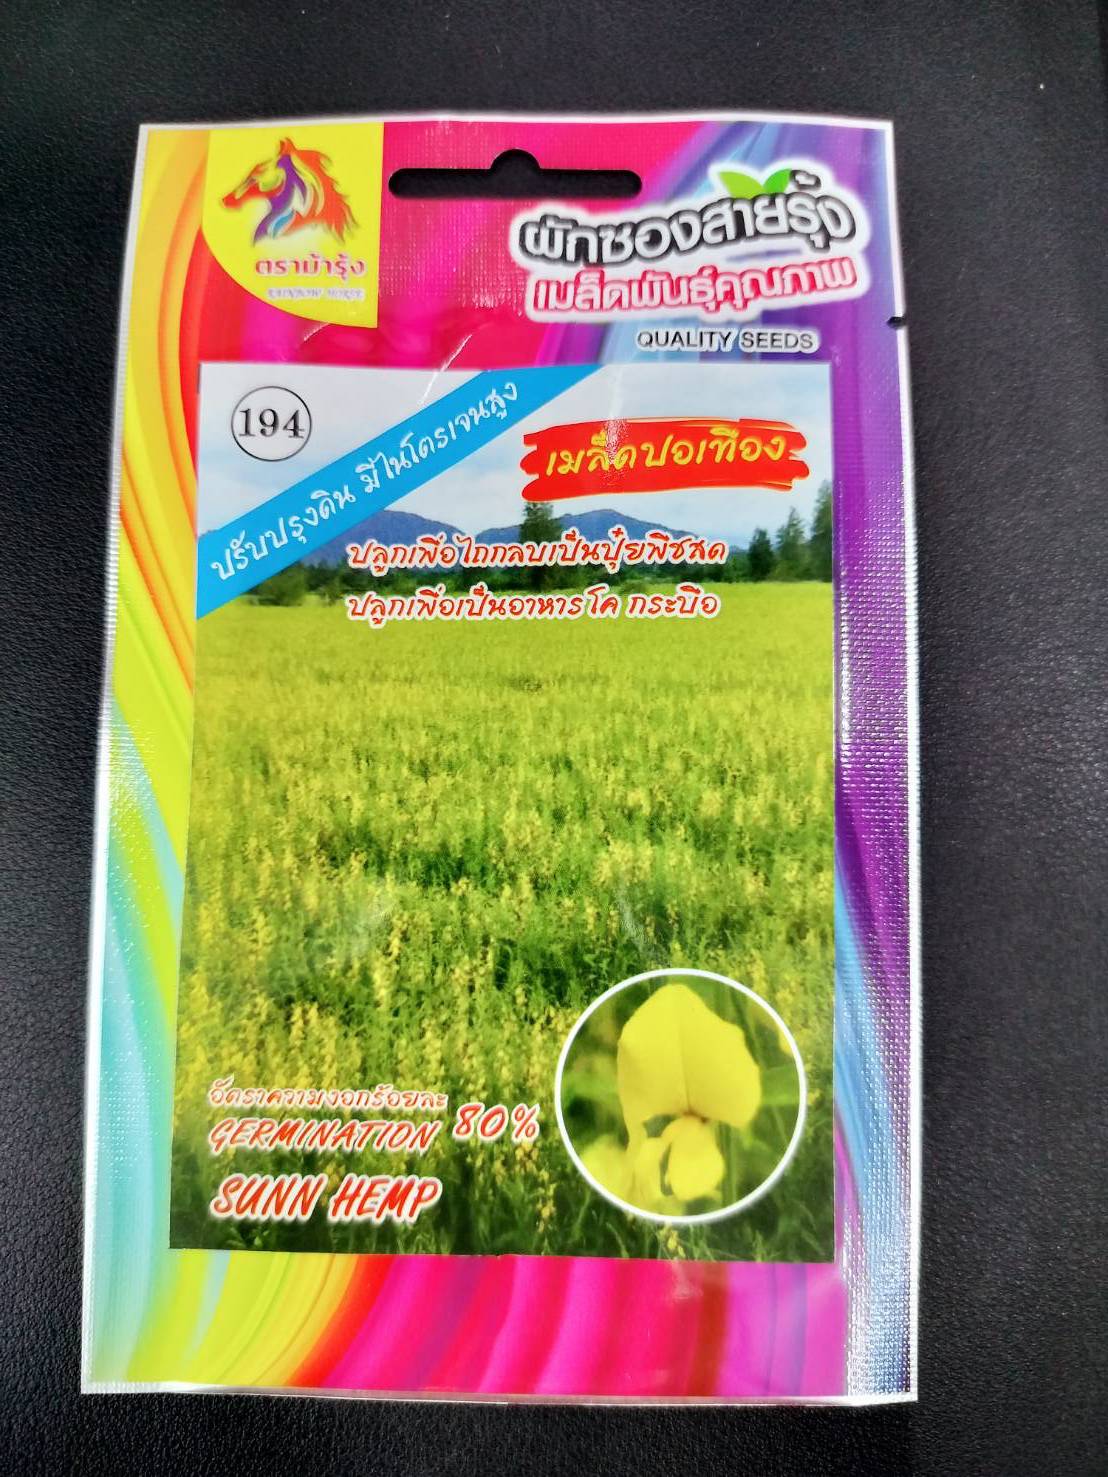 ตราม้ารุ้ง
RAINBOW HORSE
ผักซองสายรุ้ง
เมล็ดพันธุ์คุณภาพ
QUALITY SEEDS
194
ปรับปรุงดิน มีไนโตรเจนสูง
เมล็ดปอเทือง
ปลูกเพื่อไถกลบเป็นปุ๋ยพืชสด
ปลูกเพื่อเป็นอาหารโค กระบือ
อัตราความงอกร้อยละ
GERMINATION 80%
SUNN HEMP